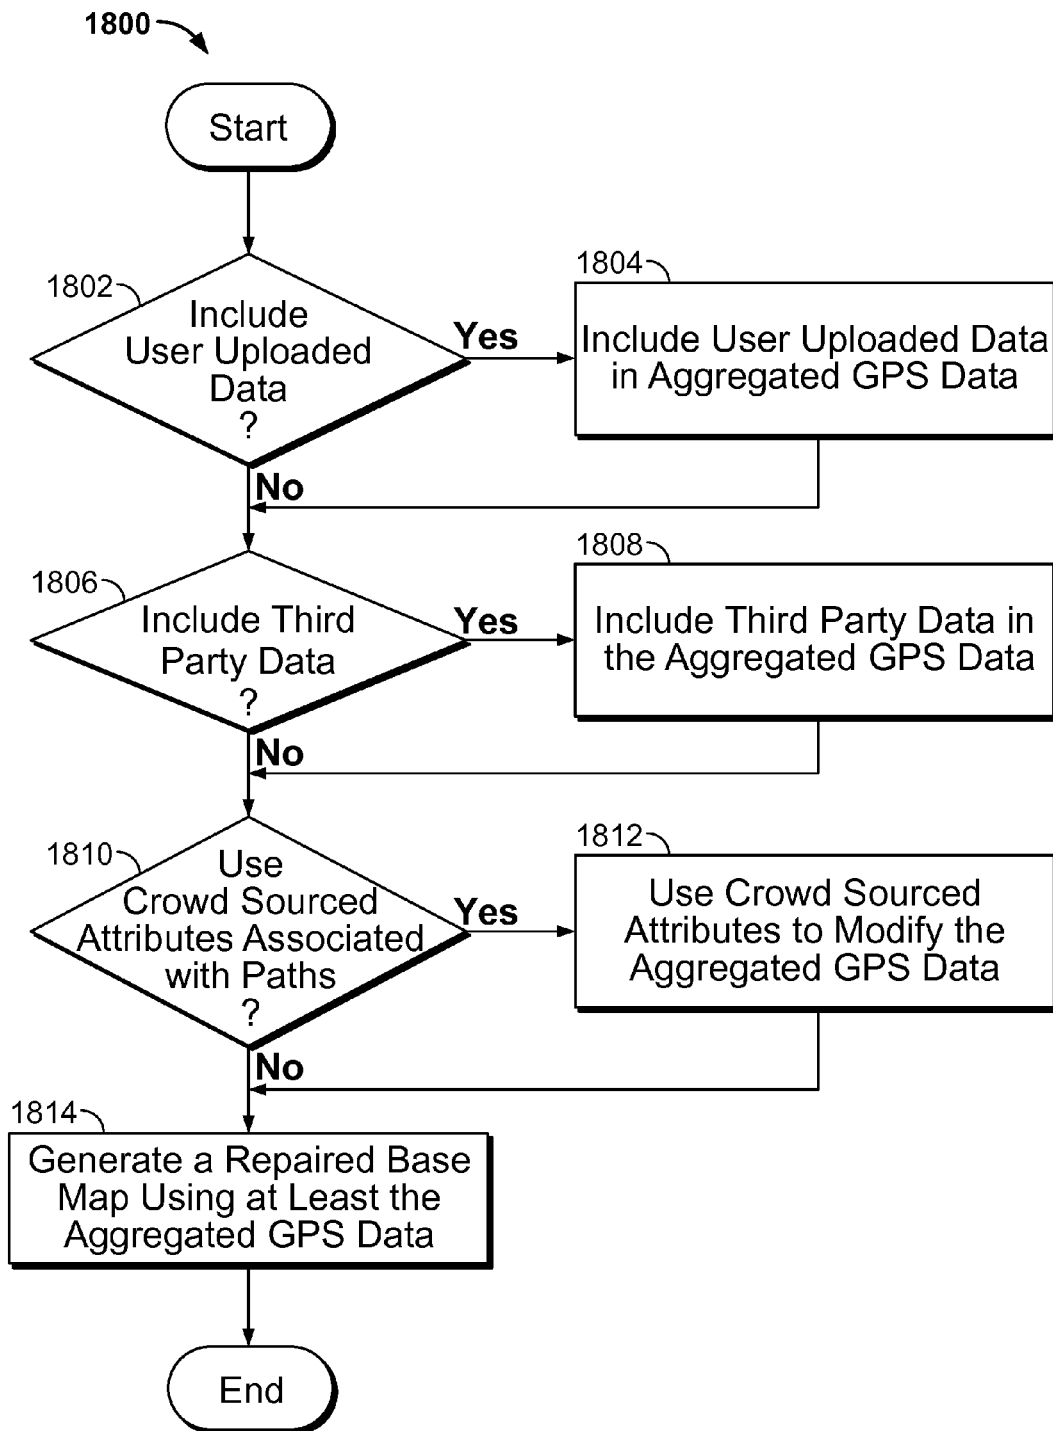 1800
Start
1802
Include
User Uploaded
Data
?
Yes
1804
Include User Uploaded Data
in Aggregated GPS Data
No
1806
Include Third
Party Data
?
Yes
1808
Include Third Party Data in
the Aggregated GPS Data
No
1810
Use
Crowd Sourced
Attributes Associated
with Paths
?
Yes
1812
Use Crowd Sourced
Attributes to Modify the
Aggregated GPS Data
No
1814
Generate a Repaired Base
Map Using at Least the
Aggregated GPS Data
End